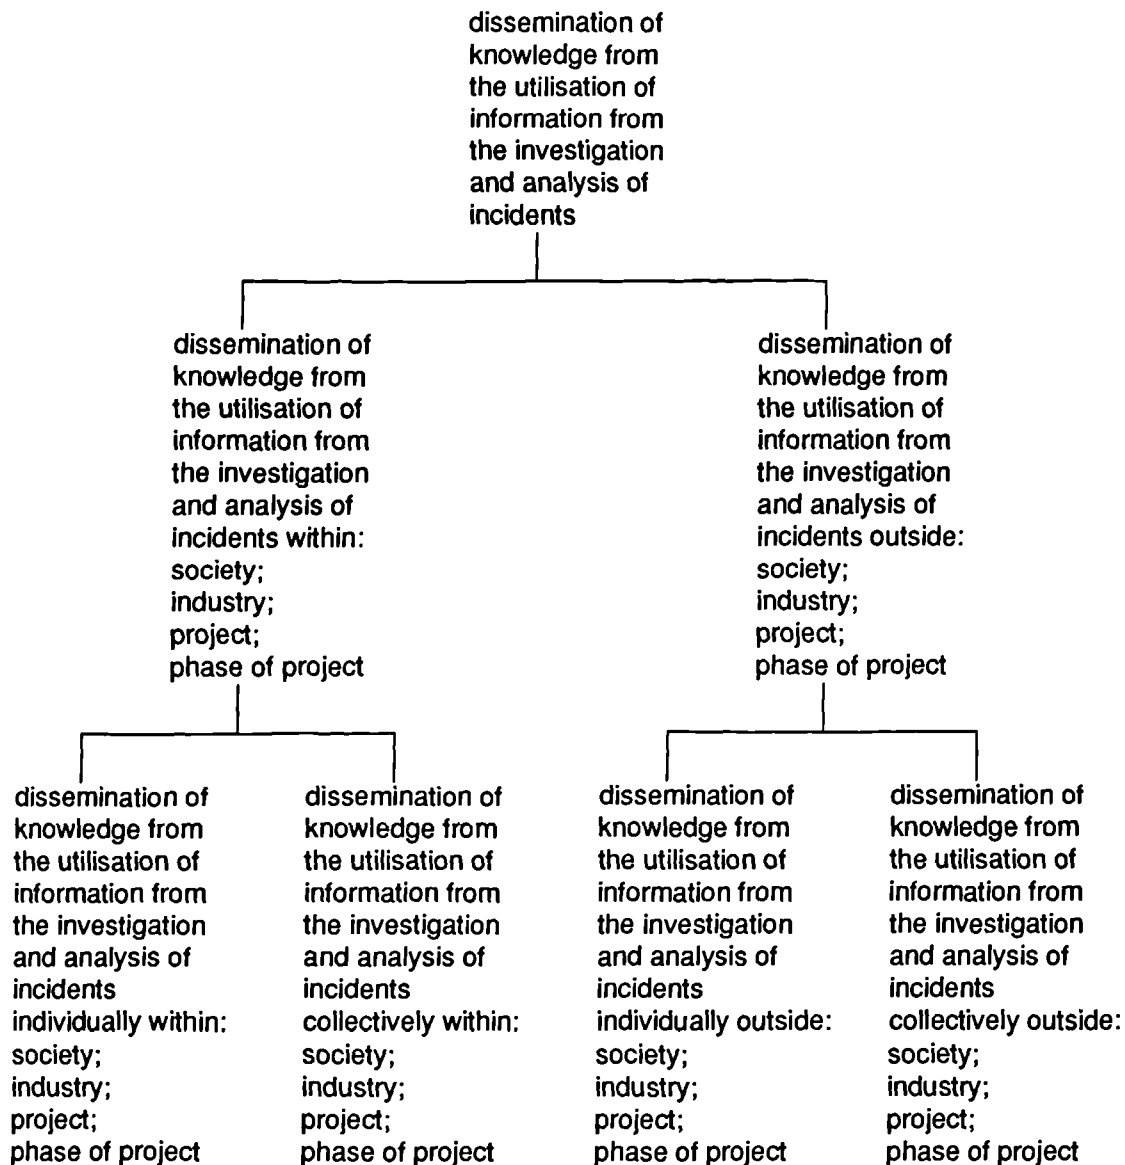 dissemination of
knowledge from
the utilisation of
information from
the investigation
and analysis of
incidents
dissemination of
knowledge from
the utilisation of
information from
the investigation
and analysis of
incidents within:
society;
industry;
project;
phase of project
dissemination of
knowledge from
the utilisation of
information from
the investigation
and analysis of
incidents outside:
society;
industry;
project;
phase of project
dissemination of
knowledge from
the utilisation of
information from
the investigation
and analysis of
incidents
individually within:
society;
industry;
project;
phase of project
dissemination of
knowledge from
the utilisation of
information from
the investigation
and analysis of
incidents
collectively within:
society;
industry;
project;
phase of project
dissemination of
knowledge from
the utilisation of
information from
the investigation
and analysis of
incidents
individually outside:
society;
industry;
project;
phase of project
dissemination of
knowledge from
the utilisation of
information from
the investigation
and analysis of
incidents
collectively outside:
society;
industry;
project;
phase of project